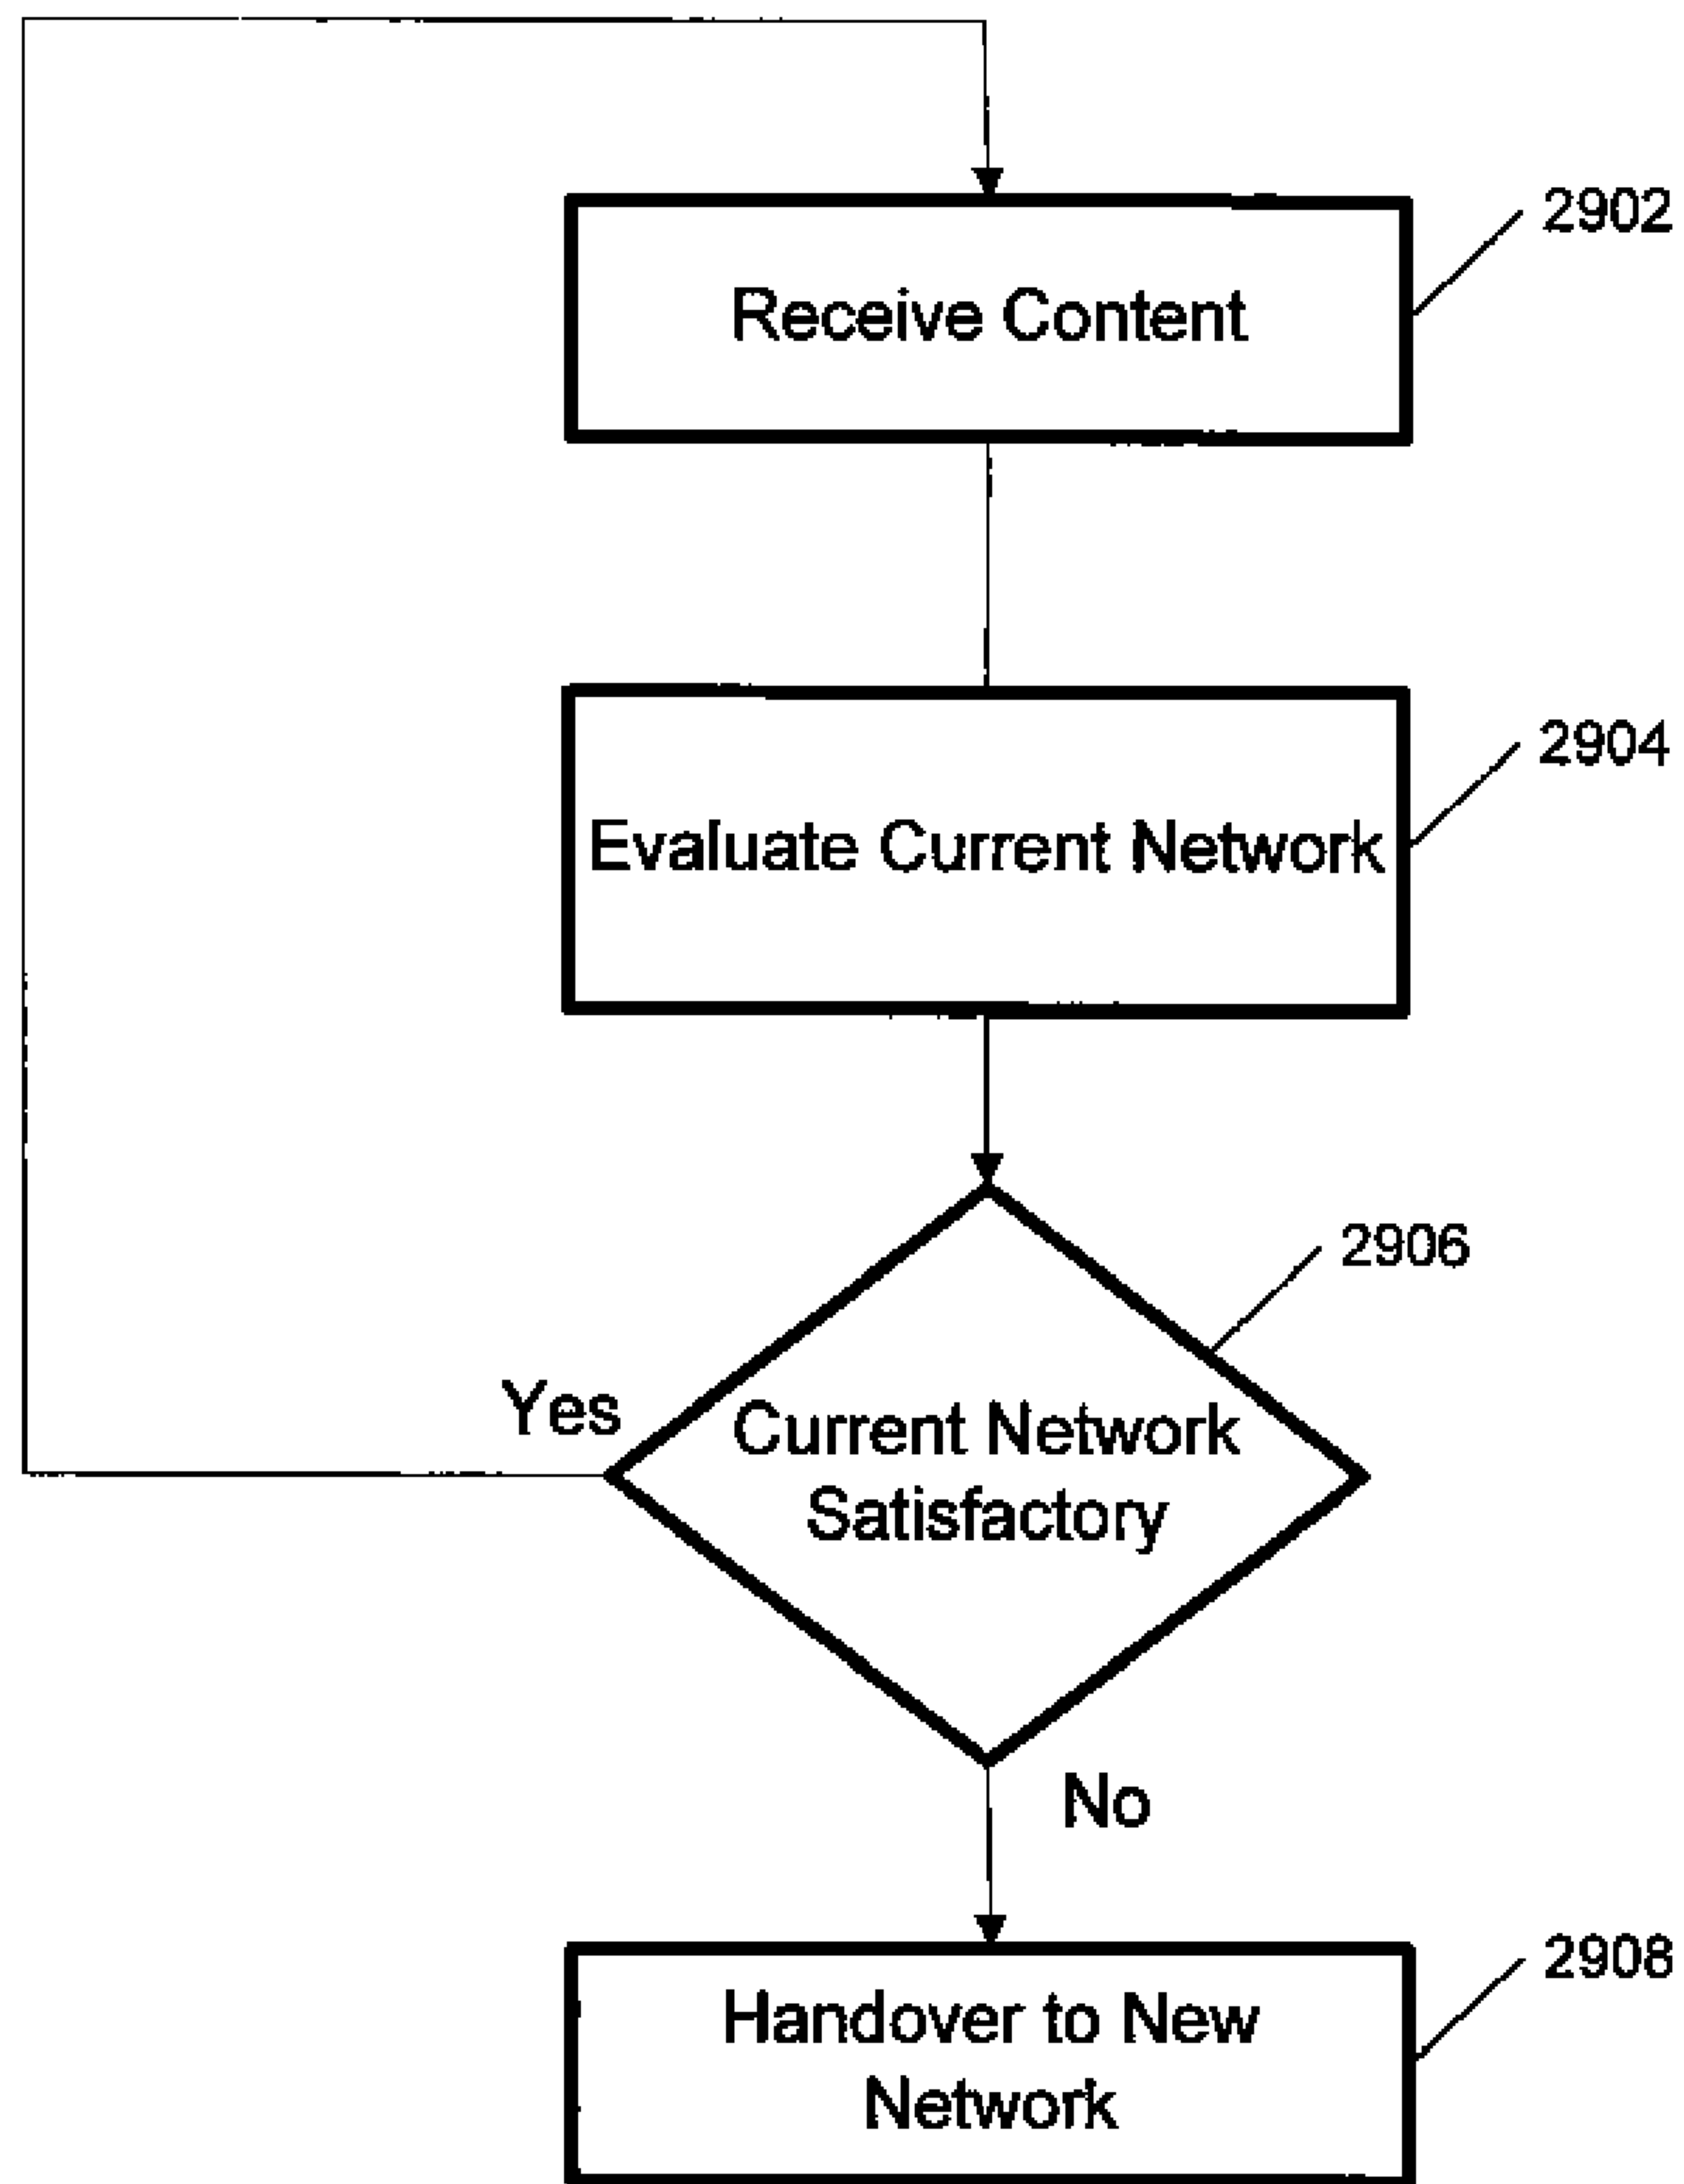 2902
Receive Content
2904
Evaluate Current Network
2906
Yes
Current Network
Satisfactory
No
2908
Handover to New
Network